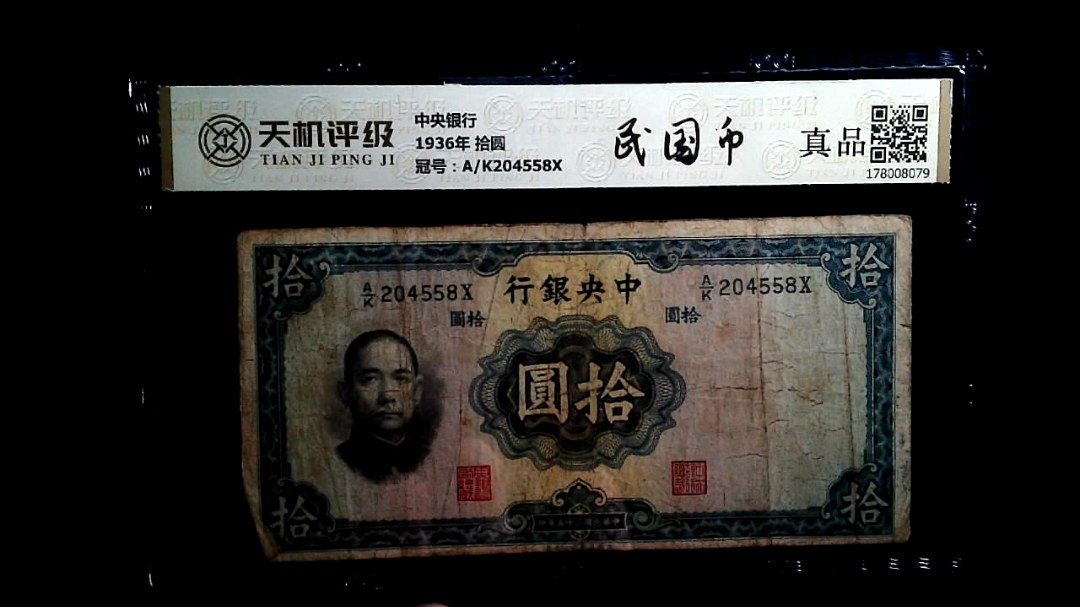 天机评级
TIAN JI PING JI
中央银行
1936年 拾圆
冠号：A/K204558X
民国币
真品
178008079
拾
拾
A/K 204558X
行銀央中
A/K 204558X
圓拾
圓拾
圓拾
拾
拾